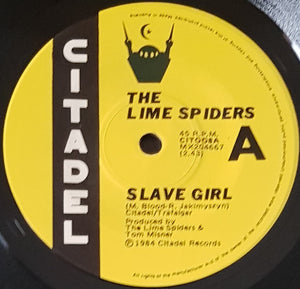 CITADEL
THE
LIME SPIDERS
45 R.P.M.
MX204667
(2.43)
A
SLAVE GIRL
(M. Blood-R. Jakimyszyn)
Citadel/Trafalgar
Produced by
The Lime Spiders &
Tom Misner
©1984 Citadel Records